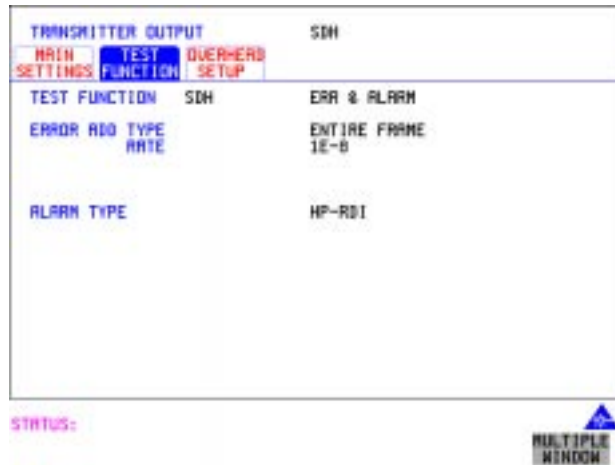 TRANSMITTER OUTPUT SDH
MAIN SETTINGS TEST FUNCTION OVERHEAD SETUP
TEST FUNCTION SDH ERR & ALARM
ERROR ADD TYPE ENTIRE FRAME
RATE 1E-8
ALARM TYPE HP-RDI
STATUS:
MULTIPLE
WINDOW